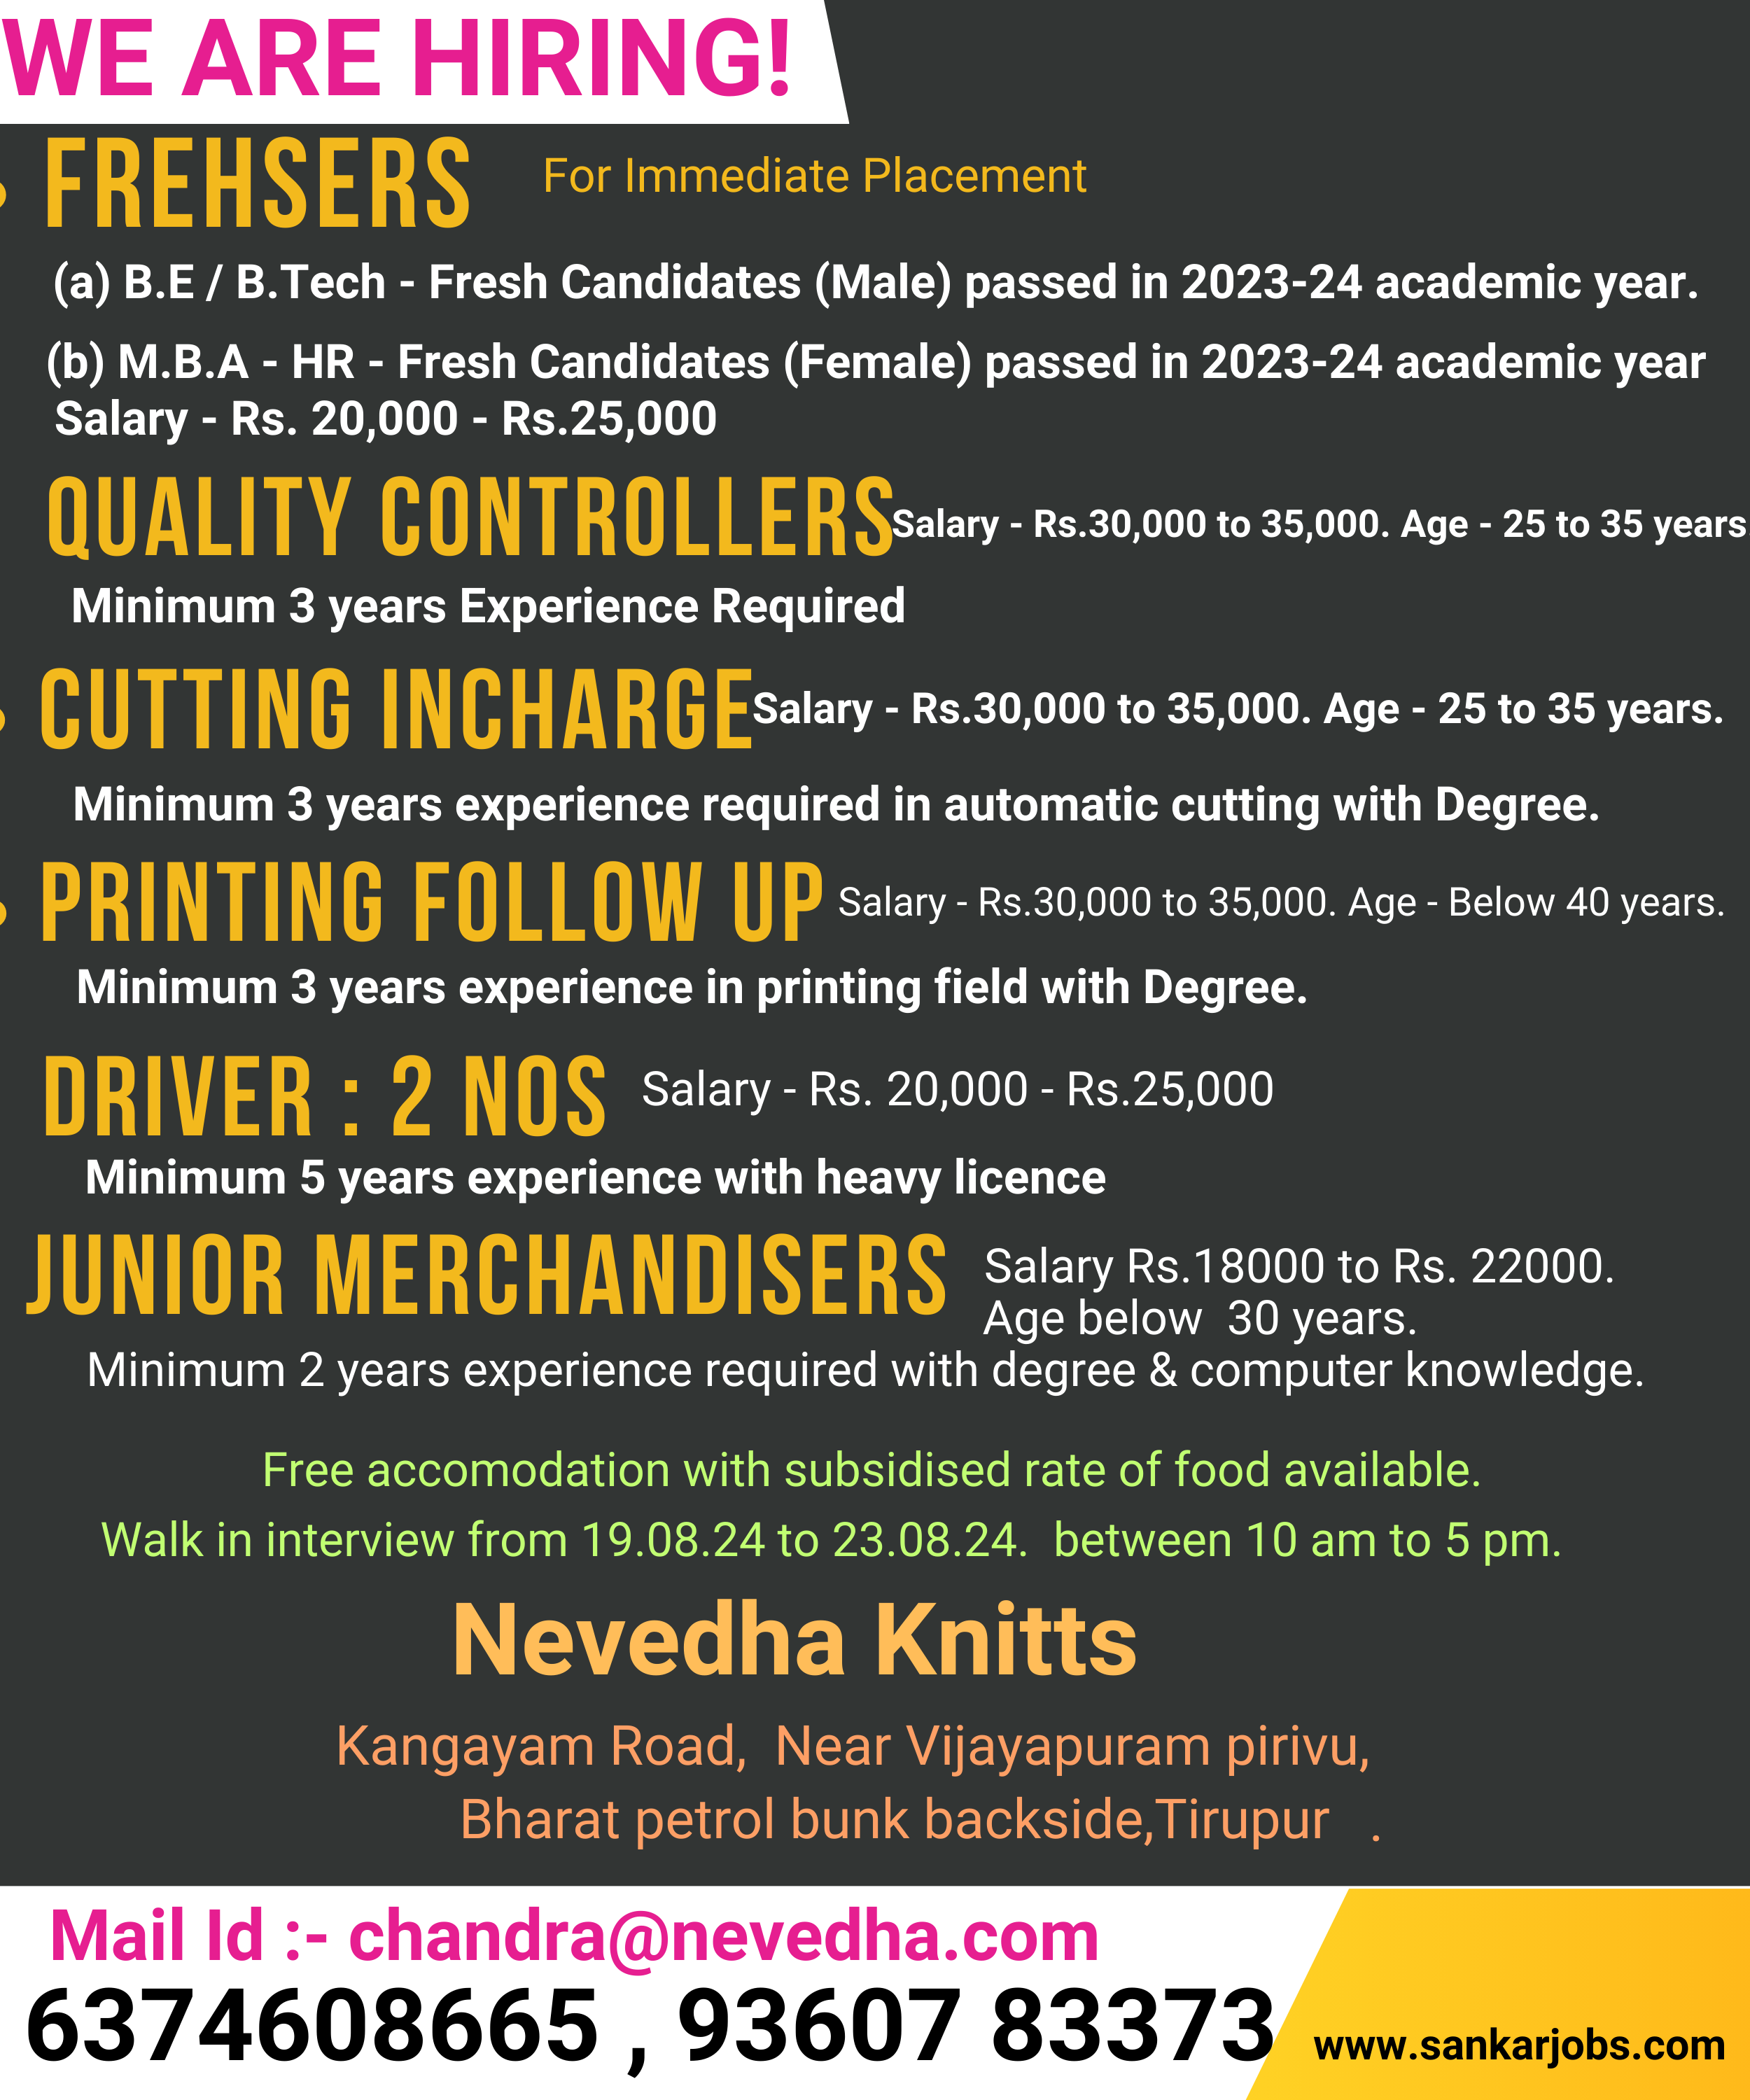 WE ARE HIRING!
FREHSERS For Immediate Placement
(a) B.E / B.Tech - Fresh Candidates (Male) passed in 2023-24 academic year.
(b) M.B.A - HR - Fresh Candidates (Female) passed in 2023-24 academic year
Salary - Rs. 20,000 - Rs.25,000
QUALITY CONTROLLERS Salary - Rs.30,000 to 35,000. Age - 25 to 35 years
Minimum 3 years Experience Required
CUTTING INCHARGE Salary - Rs.30,000 to 35,000. Age - 25 to 35 years.
Minimum 3 years experience required in automatic cutting with Degree.
PRINTING FOLLOW UP Salary - Rs.30,000 to 35,000. Age - Below 40 years.
Minimum 3 years experience in printing field with Degree.
DRIVER : 2 NOS Salary - Rs. 20,000 - Rs.25,000
Minimum 5 years experience with heavy licence
JUNIOR MERCHANDISERS Salary Rs.18000 to Rs. 22000.
Age below 30 years.
Minimum 2 years experience required with degree & computer knowledge.
Free accomodation with subsidised rate of food available.
Walk in interview from 19.08.24 to 23.08.24. between 10 am to 5 pm.
Nevedha Knitts
Kangayam Road, Near Vijayapuram pirivu,
Bharat petrol bunk backside,Tirupur .
Mail Id :- chandra@nevedha.com
6374608665 , 93607 83373
www.sankarjobs.com